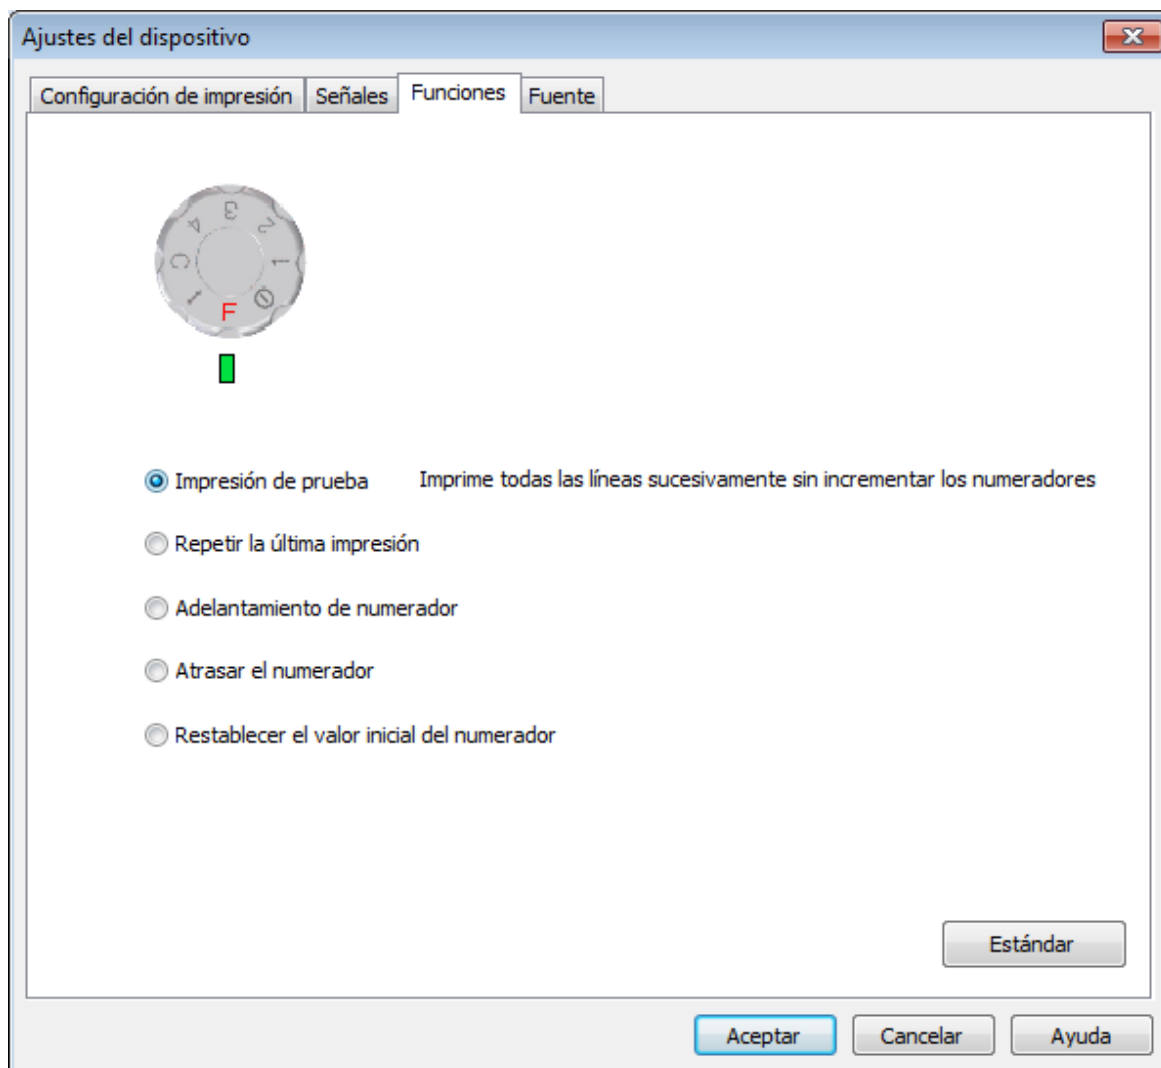 Ajustes del dispositivo
Configuración de impresión Señales Funciones Fuente
3
4 2
C 1
F
Impresión de prueba Imprime todas las líneas sucesivamente sin incrementar los numeradores
Repetir la última impresión
Adelantamiento de numerador
Atrasar el numerador
Restablecer el valor inicial del numerador
Estándar
Aceptar Cancelar Ayuda